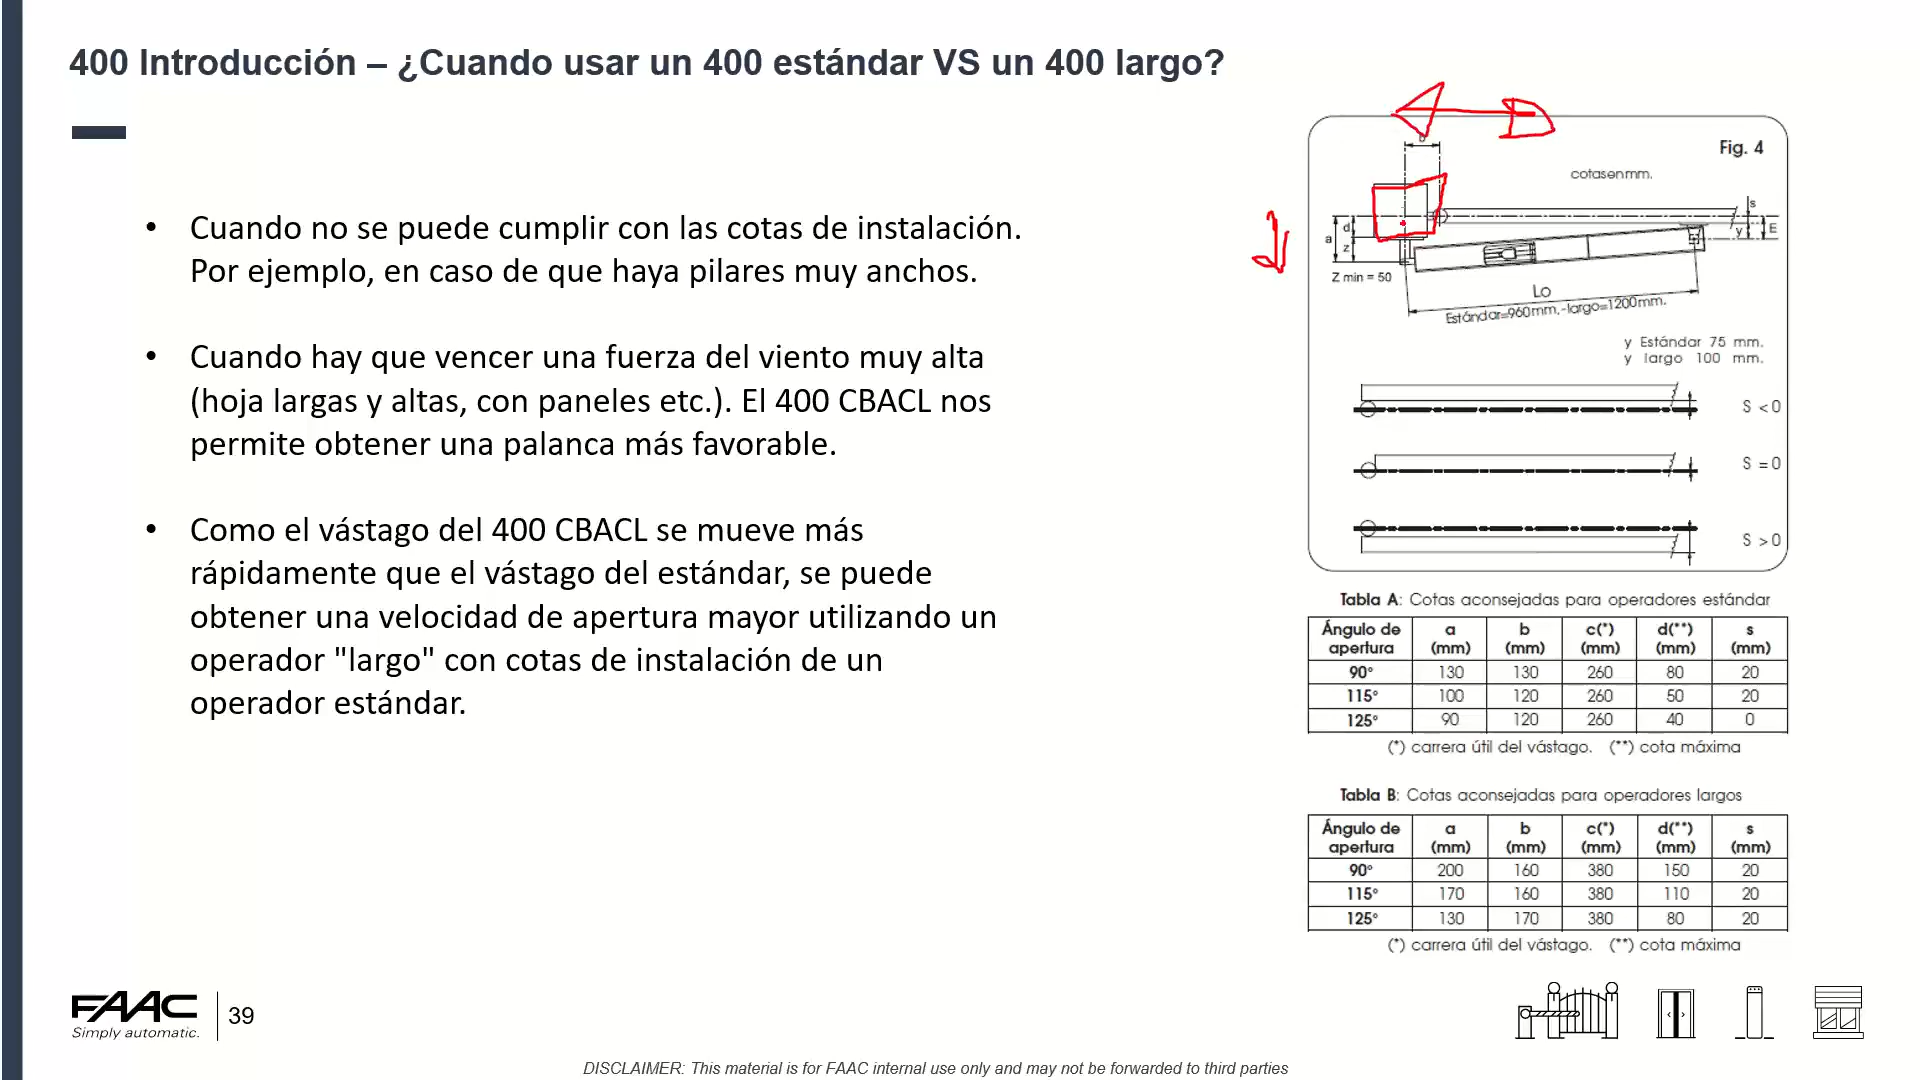 400 Introducción – ¿Cuando usar un 400 estándar VS un 400 largo?
• Cuando no se puede cumplir con las cotas de instalación.
Por ejemplo, en caso de que haya pilares muy anchos.
• Cuando hay que vencer una fuerza del viento muy alta
(hoja largas y altas, con paneles etc.). El 400 CBACL nos
permite obtener una palanca más favorable.
• Como el vástago del 400 CBACL se mueve más
rápidamente que el vástago del estándar, se puede
obtener una velocidad de apertura mayor utilizando un
operador "largo" con cotas de instalación de un
operador estándar.
Fig. 4
cotas en mm.
s
a
d
z
y
E
Z min = 50
Lo
Estándar=960mm.-largo=1200mm.
y Estándar 75 mm.
y largo 100 mm.
S < 0
S = 0
S > 0
Tabla A: Cotas aconsejadas para operadores estándar
Ángulo de apertura a (mm) b (mm) c(*) (mm) d(**) (mm) s (mm)
90° 130 130 260 80 20
115° 100 120 260 50 20
125° 90 120 260 40 0
(*) carrera útil del vástago. (**) cota máxima
Tabla B: Cotas aconsejadas para operadores largos
Ángulo de apertura a (mm) b (mm) c(*) (mm) d(**) (mm) s (mm)
90° 200 160 380 150 20
115° 170 160 380 110 20
125° 130 170 380 80 20
(*) carrera útil del vástago. (**) cota máxima
FAAC
Simply automatic.
39
DISCLAIMER: This material is for FAAC internal use only and may not be forwarded to third parties